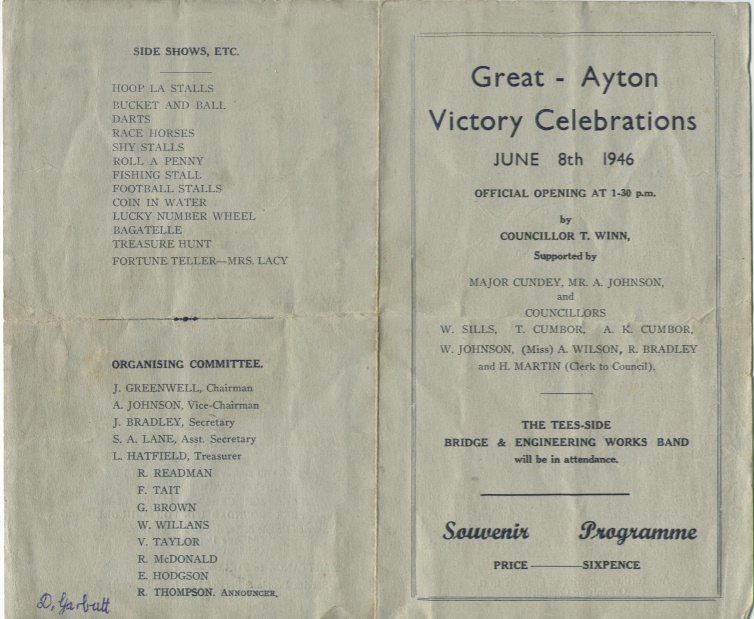 SIDE SHOWS, ETC.
HOOP LA STALLS
BUCKET AND BALL
DARTS
RACE HORSES
SHY STALLS
ROLL A PENNY
FISHING STALL
FOOTBALL STALLS
COIN IN WATER
LUCKY NUMBER WHEEL
BAGATELLE
TREASURE HUNT
FORTUNE TELLER—MRS. LACY
ORGANISING COMMITTEE.
J. GREENWELL, Chairman
A. JOHNSON, Vice-Chairman
J. BRADLEY, Secretary
S. A. LANE, Asst. Secretary
L. HATFIELD, Treasurer
R. READMAN
F. TAIT
G. BROWN
W. WILLANS
V. TAYLOR
R. McDONALD
E. HODGSON
R. THOMPSON. ANNOUNCER.
D. Garbutt
Great - Ayton
Victory Celebrations
JUNE 8th 1946
OFFICIAL OPENING AT 1-30 p.m.
by
COUNCILLOR T. WINN,
Supported by
MAJOR CUNDEY, MR. A. JOHNSON,
and
COUNCILLORS
W. SILLS, T. CUMBOR, A. K. CUMBOR,
W. JOHNSON, (Miss) A. WILSON, R. BRADLEY
and H. MARTIN (Clerk to Council).
THE TEES-SIDE
BRIDGE & ENGINEERING WORKS BAND
will be in attendance.
Souvenir Programme
PRICE———SIXPENCE